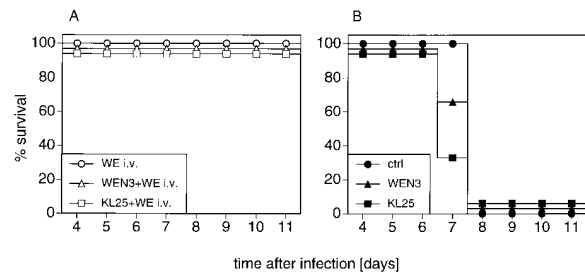 A
B
% survival
100
80
60
40
20
0
WE i.v.
WEN3+WE i.v.
KL25+WE i.v.
4 5 6 7 8 9 10 11
100
80
60
40
20
0
ctrl
WEN3
KL25
4 5 6 7 8 9 10 11
time after infection [days]